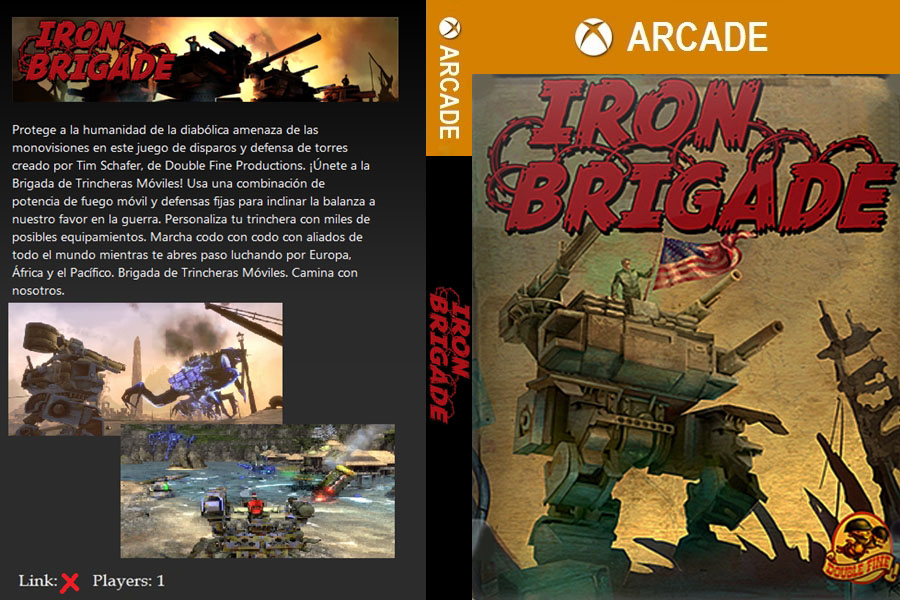 IRON
BRIGADE
Protege a la humanidad de la diabólica amenaza de las
monovisiones en este juego de disparos y defensa de torres
creado por Tim Schafer, de Double Fine Productions. ¡Únete a la
Brigada de Trincheras Móviles! Usa una combinación de
potencia de fuego móvil y defensas fijas para inclinar la balanza a
nuestro favor en la guerra. Personaliza tu trinchera con miles de
posibles equipamientos. Marcha codo con codo con aliados de
todo el mundo mientras te abres paso luchando por Europa,
África y el Pacífico. Brigada de Trincheras Móviles. Camina con
nosotros.
Link: Players: 1
ARCADE
IRON
BRIGADE
ARCADE
IRON
BRIGADE
DOUBLE FINE